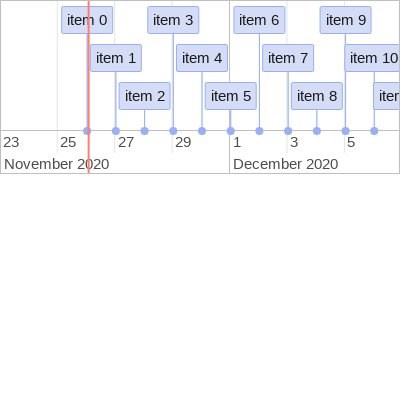 item 0 item 3 item 6 item 9
item 1 item 4 item 7 item 10
item 2 item 5 item 8
23 25 27 29 1 3 5
November 2020 December 2020